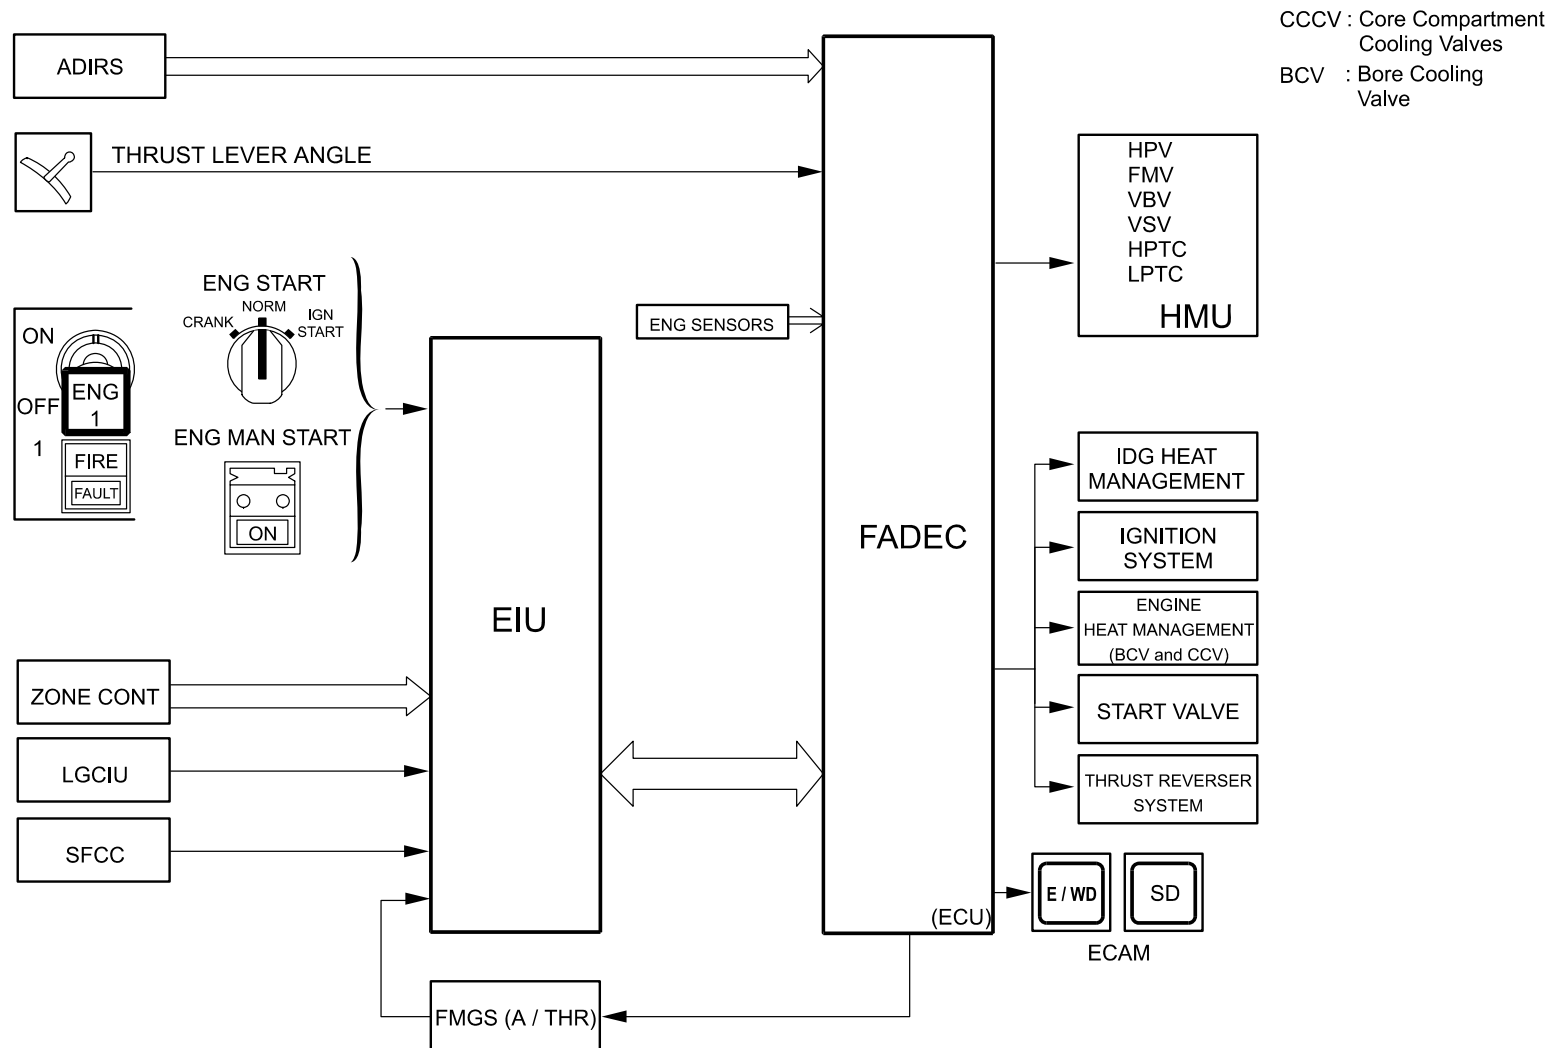 CCCV : Core Compartment
Cooling Valves
BCV : Bore Cooling
Valve
ADIRS
THRUST LEVER ANGLE
HPV
FMV
VBV
VSV
HPTC
LPTC
HMU
ENG START
NORM
CRANK
IGN
START
ENG SENSORS
ON
OFF
1
ENG
1
FIRE
FAULT
ENG MAN START
ON
EIU
FADEC
(ECU)
IDG HEAT
MANAGEMENT
IGNITION
SYSTEM
ENGINE
HEAT MANAGEMENT
(BCV and CCV)
START VALVE
THRUST REVERSER
SYSTEM
ZONE CONT
LGCIU
SFCC
E / WD
SD
ECAM
FMGS (A / THR)